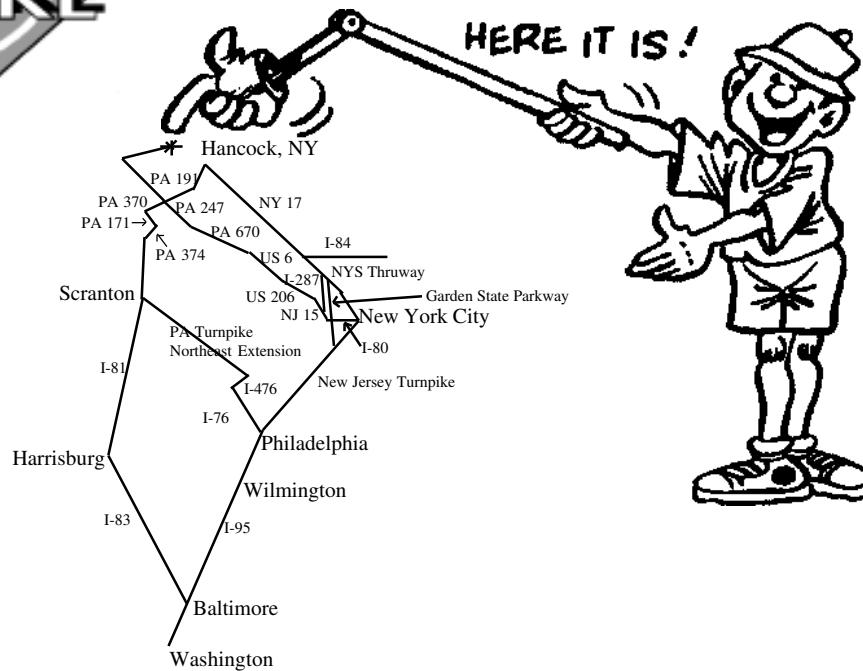 HERE IT IS!
Hancock, NY
PA 191
PA 370
PA 247
NY 17
PA 171
PA 670
PA 374
I-84
US 6
NYS Thruway
I-287
Scranton
US 206
Garden State Parkway
NJ 15
New York City
PA Turnpike
Northeast Extension
I-80
I-81
I-476
New Jersey Turnpike
I-76
Philadelphia
Harrisburg
Wilmington
I-83
I-95
Baltimore
Washington